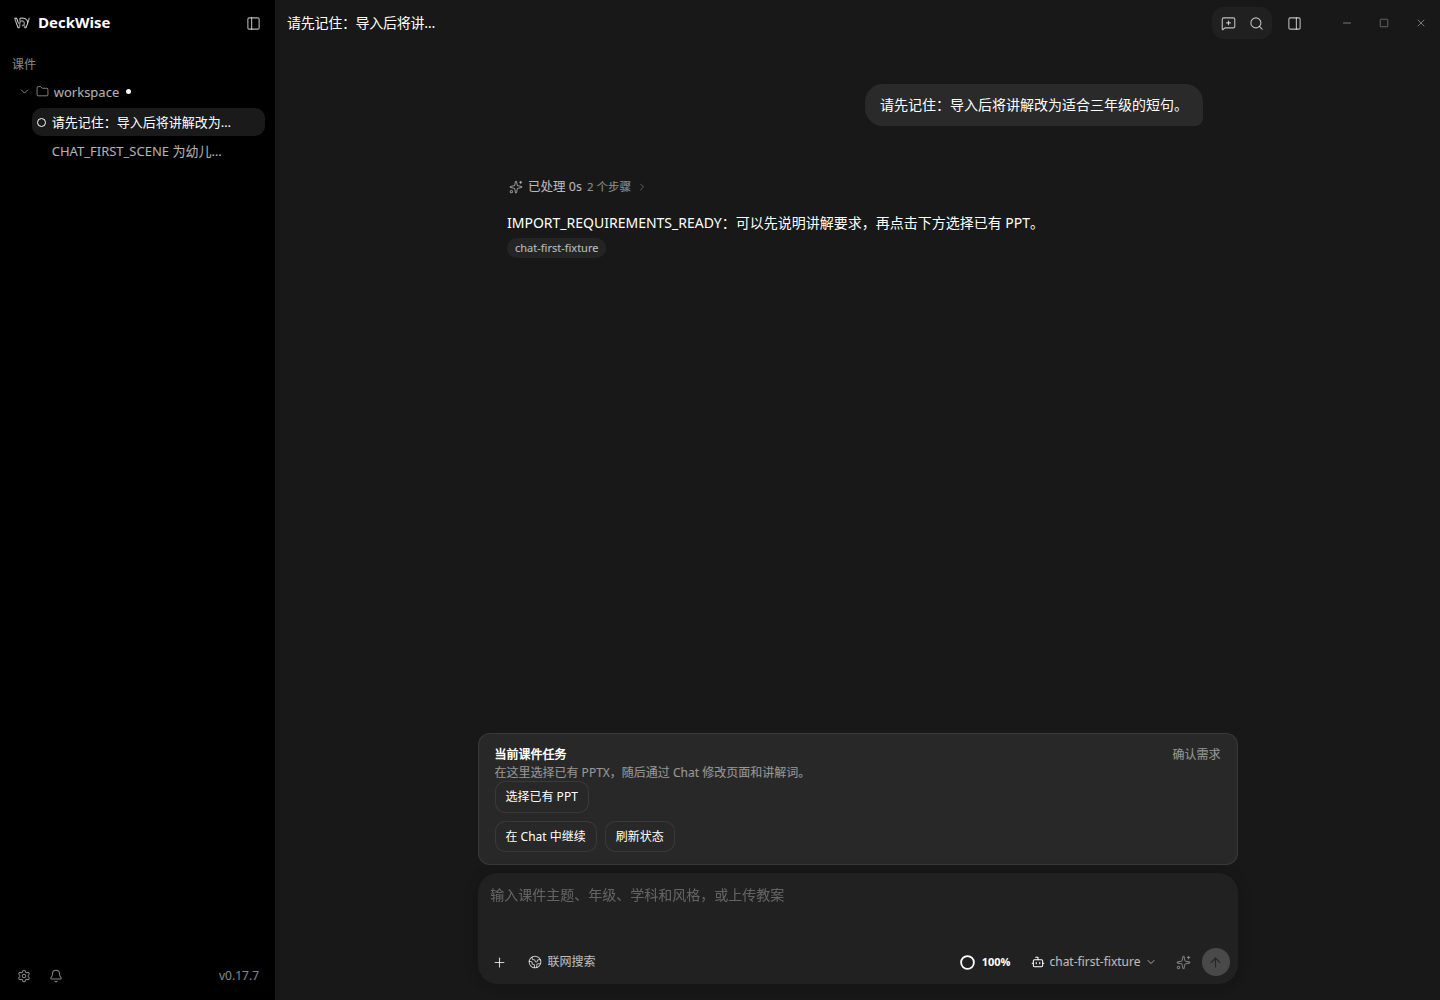 DeckWise
请先记住：导入后将讲...
课件
workspace
请先记住：导入后将讲解改为...
CHAT_FIRST_SCENE 为幼儿...
请先记住：导入后将讲解改为适合三年级的短句。
已处理 0s 2 个步骤
IMPORT_REQUIREMENTS_READY：可以先说明讲解要求，再点击下方选择已有 PPT。
chat-first-fixture
当前课件任务
确认需求
在这里选择已有 PPTX，随后通过 Chat 修改页面和讲解词。
选择已有 PPT
在 Chat 中继续
刷新状态
输入课件主题、年级、学科和风格，或上传教案
联网搜索
100%
chat-first-fixture
v0.17.7